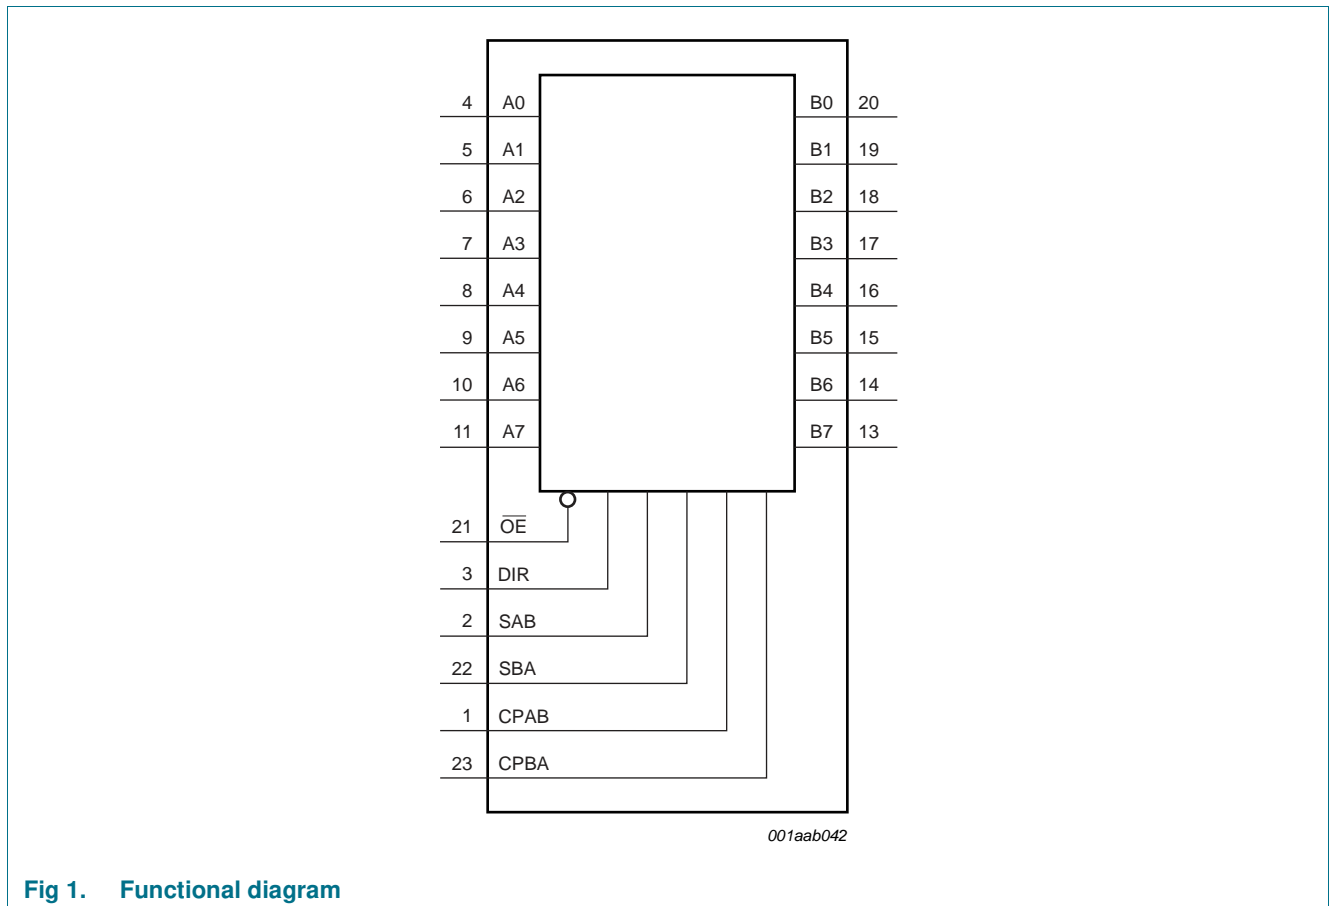 4 A0 B0 20
5 A1 B1 19
6 A2 B2 18
7 A3 B3 17
8 A4 B4 16
9 A5 B5 15
10 A6 B6 14
11 A7 B7 13
21 O̅E̅
3 DIR
2 SAB
22 SBA
1 CPAB
23 CPBA
001aab042
Fig 1. Functional diagram